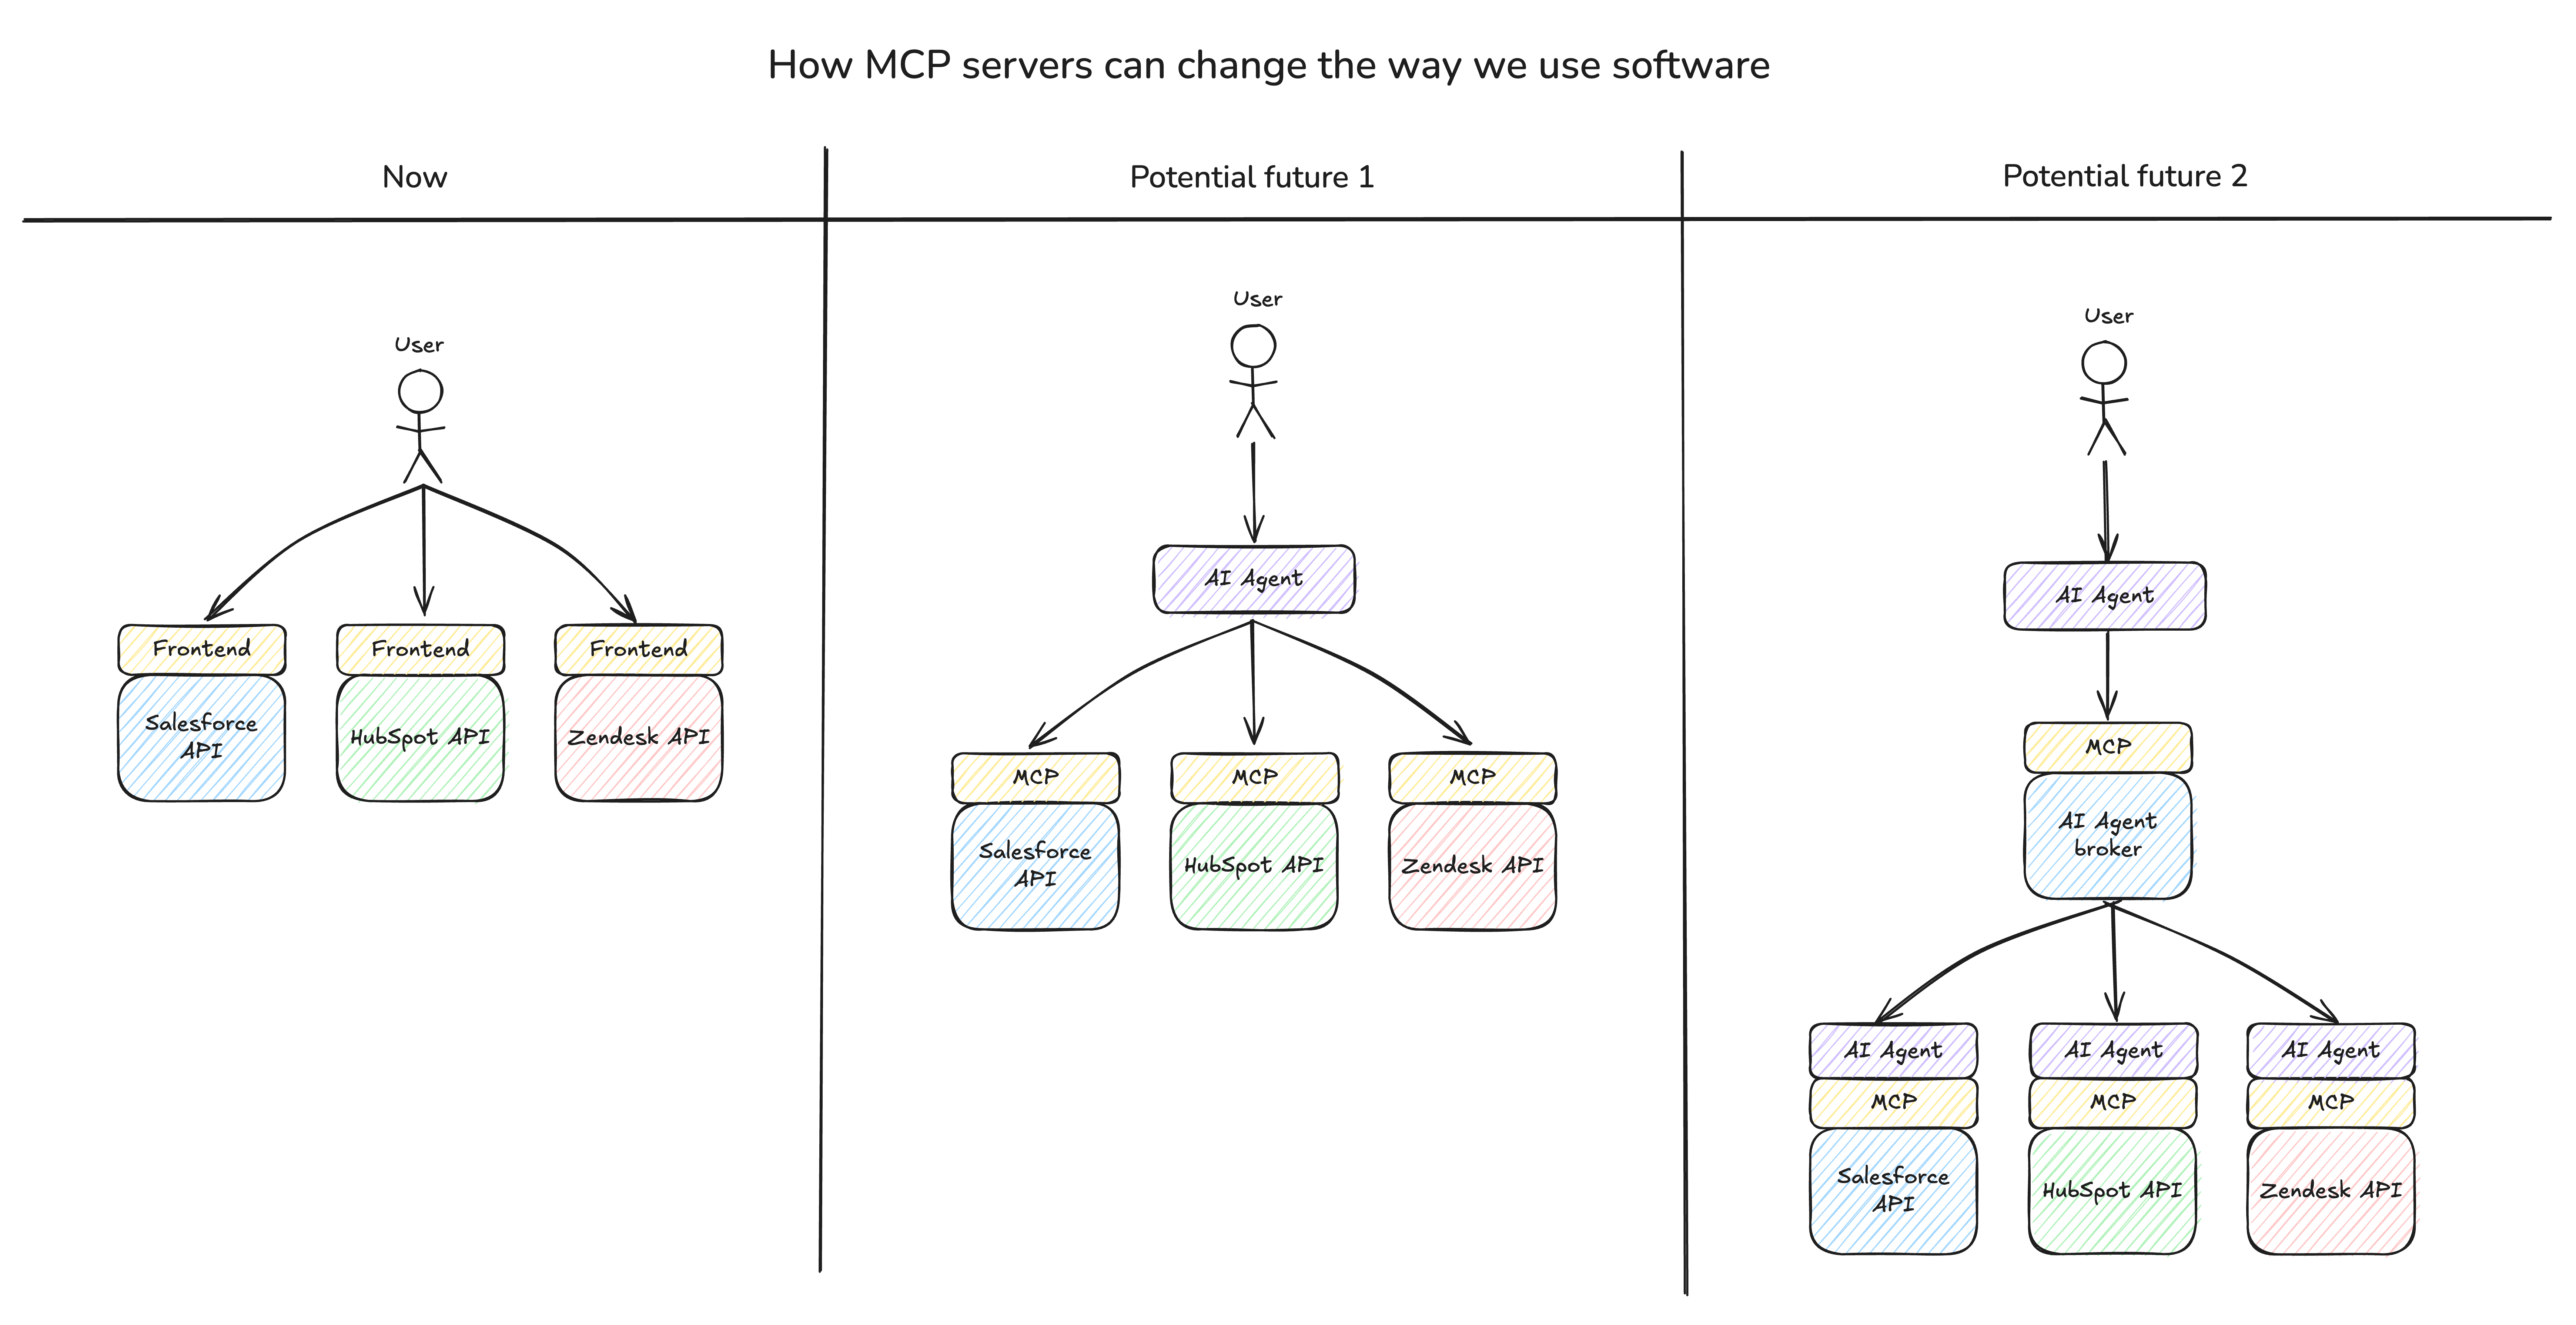 How MCP servers can change the way we use software
Now
Potential future 1
Potential future 2
User
Frontend
Frontend
Frontend
Salesforce
API
HubSpot API
Zendesk API
User
AI Agent
MCP
MCP
MCP
Salesforce
API
HubSpot API
Zendesk API
User
AI Agent
MCP
AI Agent
broker
AI Agent
AI Agent
AI Agent
MCP
MCP
MCP
Salesforce
API
HubSpot API
Zendesk API